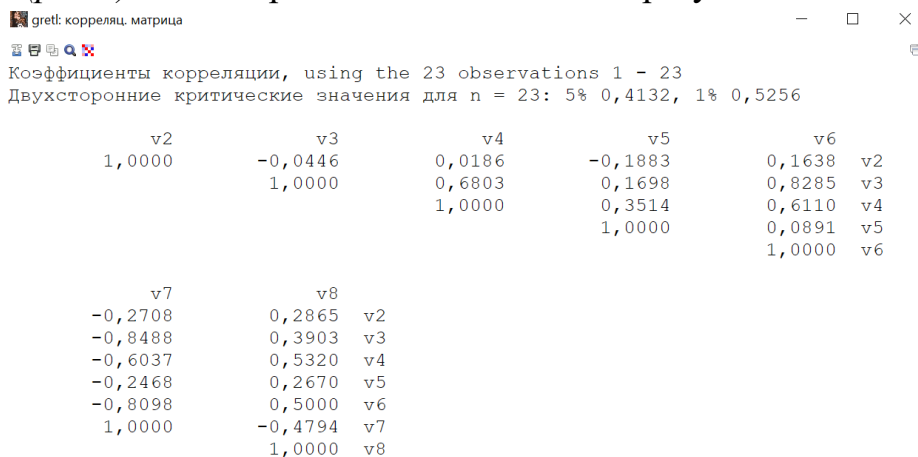 gretl: корреляц. матрица
Коэффициенты корреляции, using the 23 observations 1 - 23
Двухсторонние критические значения для n = 23: 5% 0,4132, 1% 0,5256
v2 v3 v4 v5 v6
1,0000 -0,0446 0,0186 -0,1883 0,1638 v2
1,0000 0,6803 0,1698 0,8285 v3
1,0000 0,3514 0,6110 v4
1,0000 0,0891 v5
1,0000 v6
v7 v8
-0,2708 0,2865 v2
-0,8488 0,3903 v3
-0,6037 0,5320 v4
-0,2468 0,2670 v5
-0,8098 0,5000 v6
1,0000 -0,4794 v7
1,0000 v8